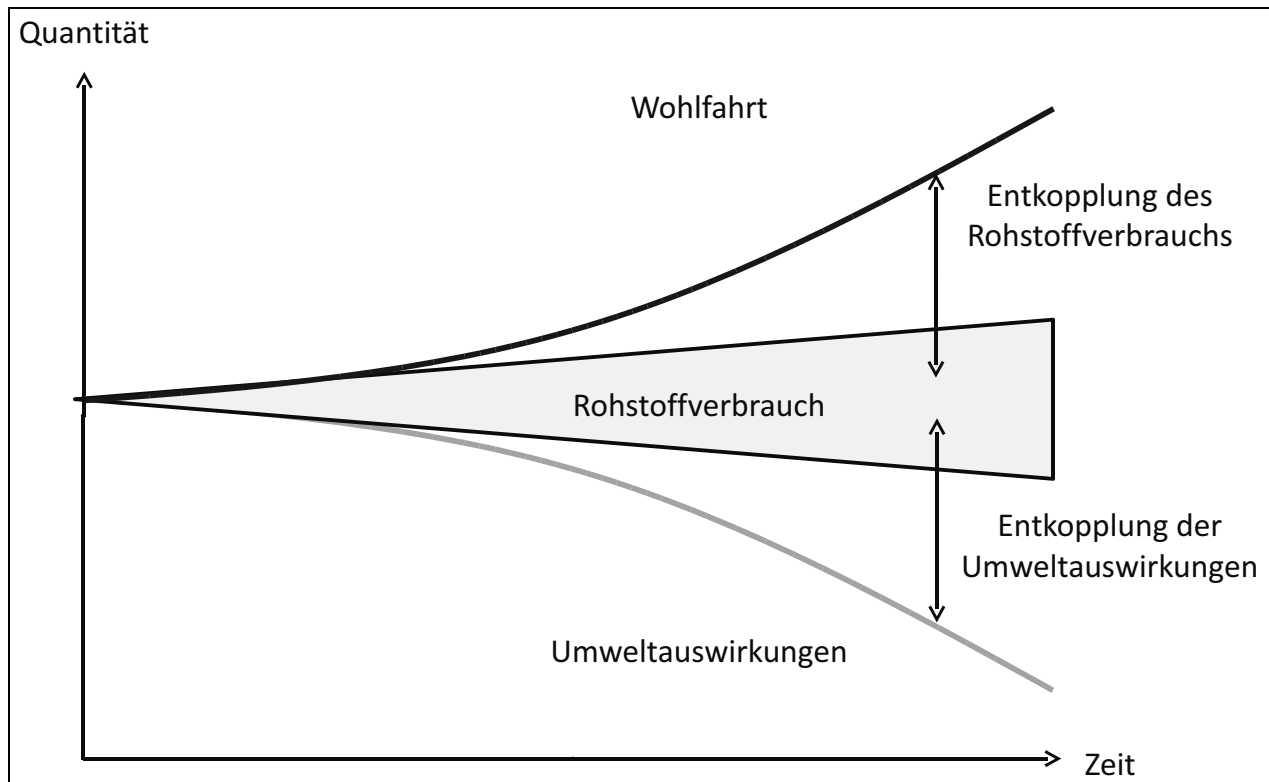 Quantität
Wohlfahrt
Entkopplung des
Rohstoffverbrauchs
Rohstoffverbrauch
Entkopplung der
Umweltauswirkungen
Umweltauswirkungen
Zeit